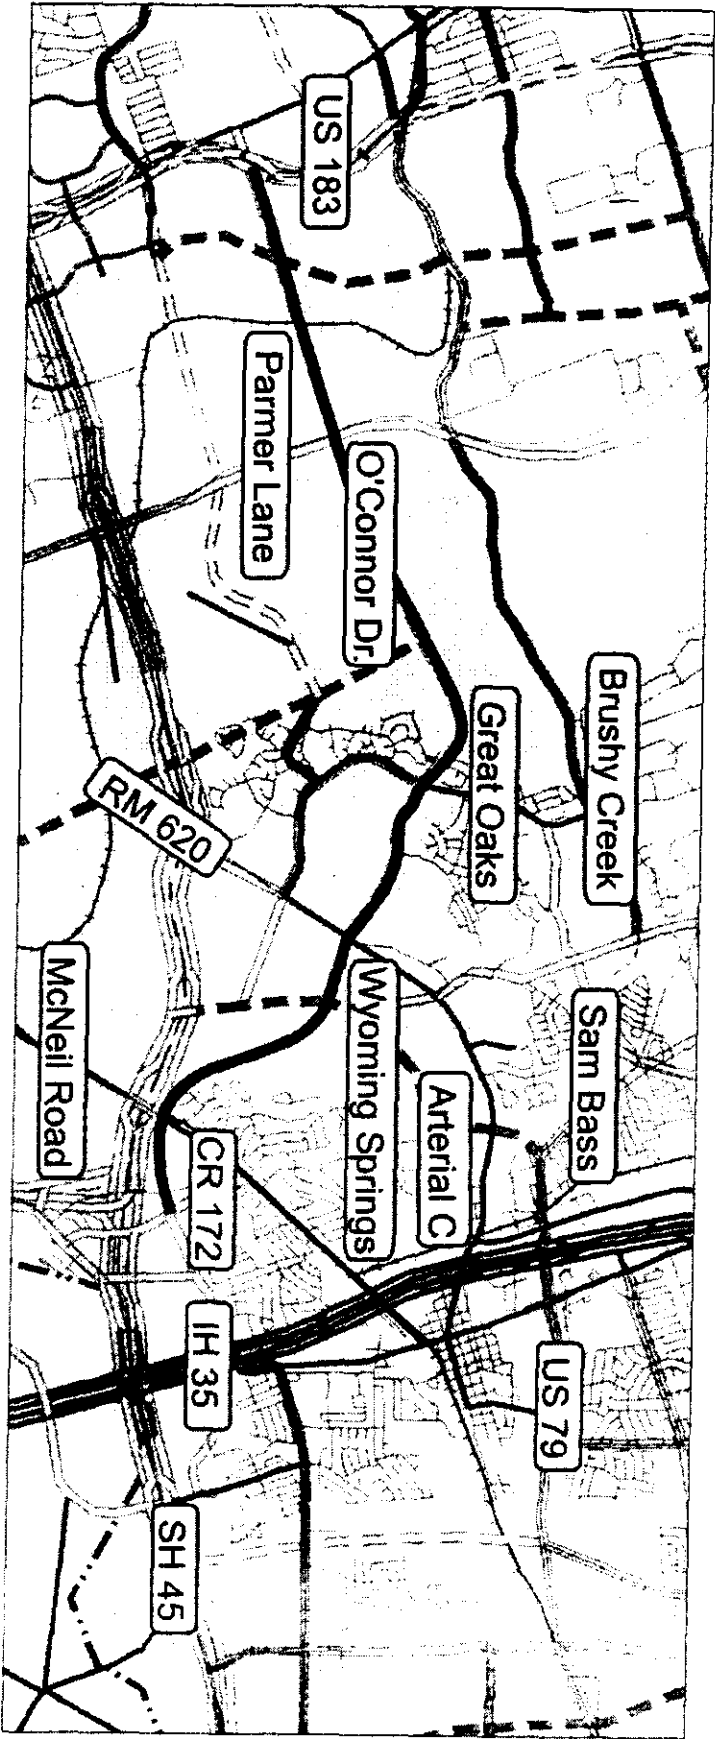 US 183
Parmer Lane
O'Connor Dr.
Brushy Creek
Great Oaks
RM 620
Sam Bass
Wyoming Springs
Arterial C
McNeil Road
CR 172
IH 35
US 79
SH 45